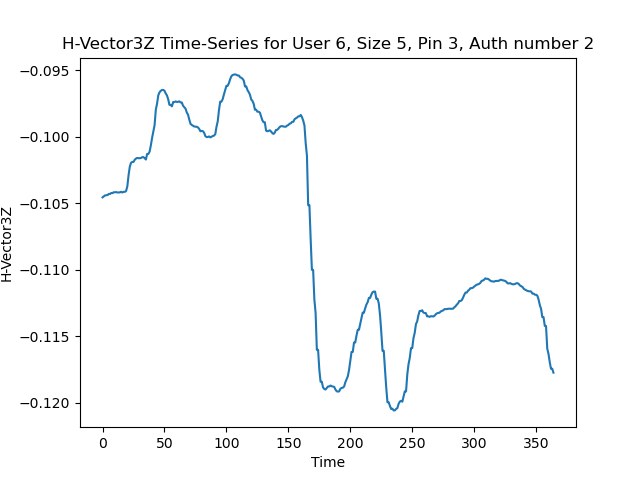 H-Vector3Z Time-Series for User 6, Size 5, Pin 3, Auth number 2
−0.095
−0.100
−0.105
−0.110
−0.115
−0.120
H-Vector3Z
0 50 100 150 200 250 300 350
Time